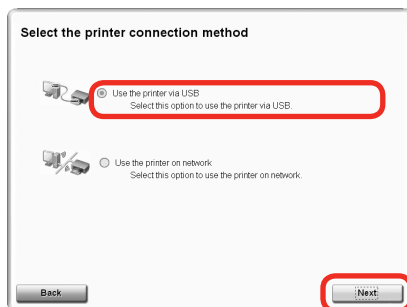 Select the printer connection method
Use the printer via USB
Select this option to use the printer via USB.
Use the printer on network
Select this option to use the printer on network.
Back
Next